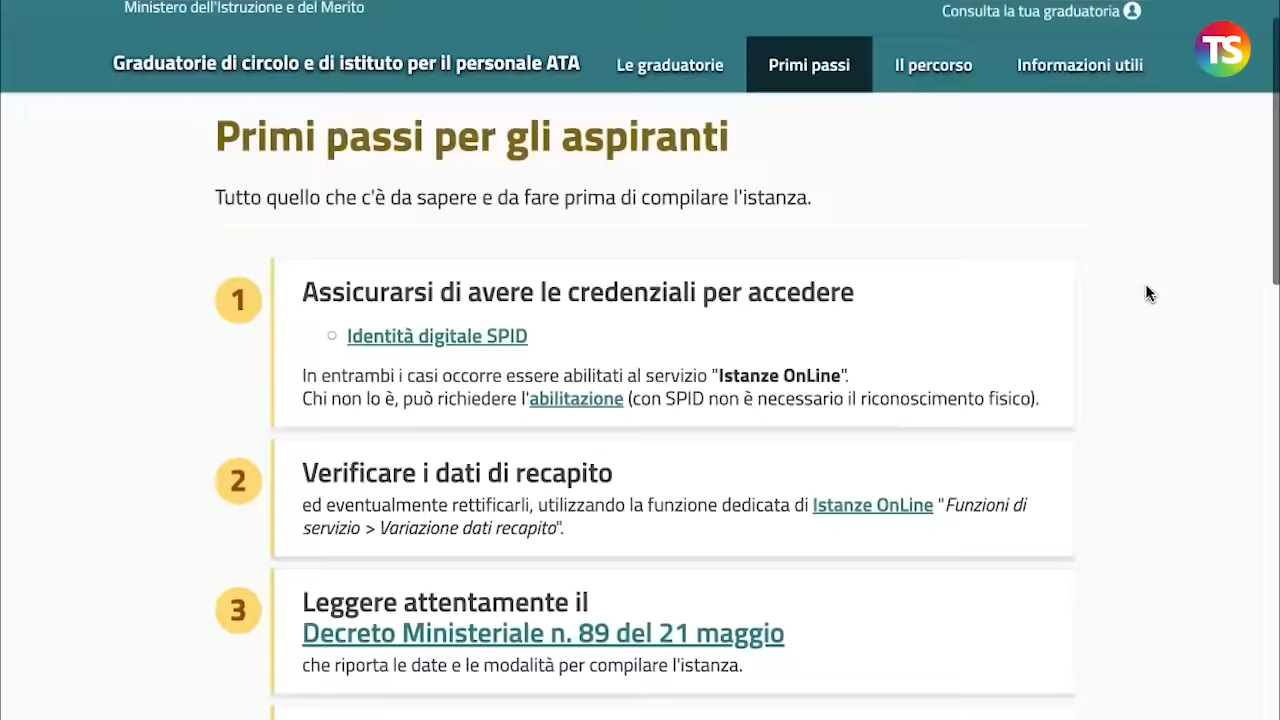 Ministero dell'Istruzione e del Merito
Consulta la tua graduatoria
Graduatorie di circolo e di istituto per il personale ATA
Le graduatorie
Primi passi
Il percorso
Informazioni utili
TS
Primi passi per gli aspiranti
Tutto quello che c'è da sapere e da fare prima di compilare l'istanza.
1
Assicurarsi di avere le credenziali per accedere
Identità digitale SPID
In entrambi i casi occorre essere abilitati al servizio "Istanze OnLine".
Chi non lo è, può richiedere l'abilitazione (con SPID non è necessario il riconoscimento fisico).
2
Verificare i dati di recapito
ed eventualmente rettificarli, utilizzando la funzione dedicata di Istanze OnLine "Funzioni di
servizio > Variazione dati recapito".
3
Leggere attentamente il
Decreto Ministeriale n. 89 del 21 maggio
che riporta le date e le modalità per compilare l'istanza.